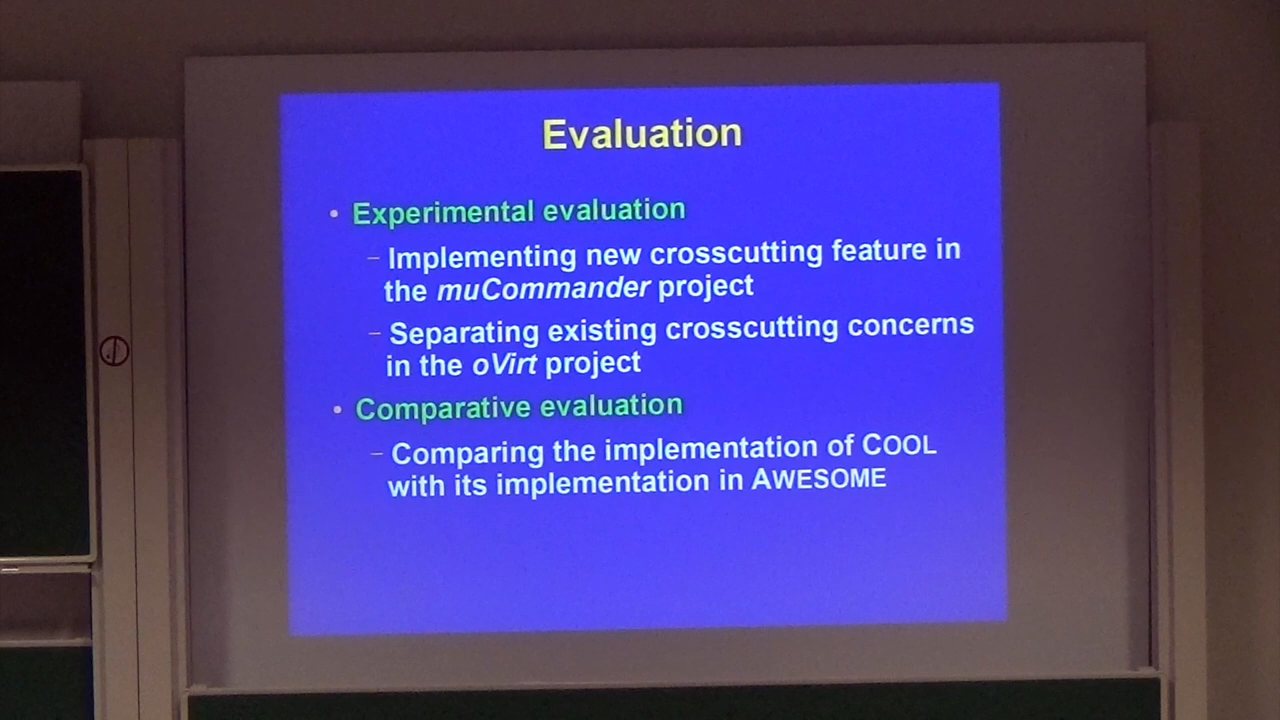 Evaluation
• Experimental evaluation
– Implementing new crosscutting feature in
the muCommander project
– Separating existing crosscutting concerns
in the oVirt project
• Comparative evaluation
– Comparing the implementation of COOL
with its implementation in AWESOME